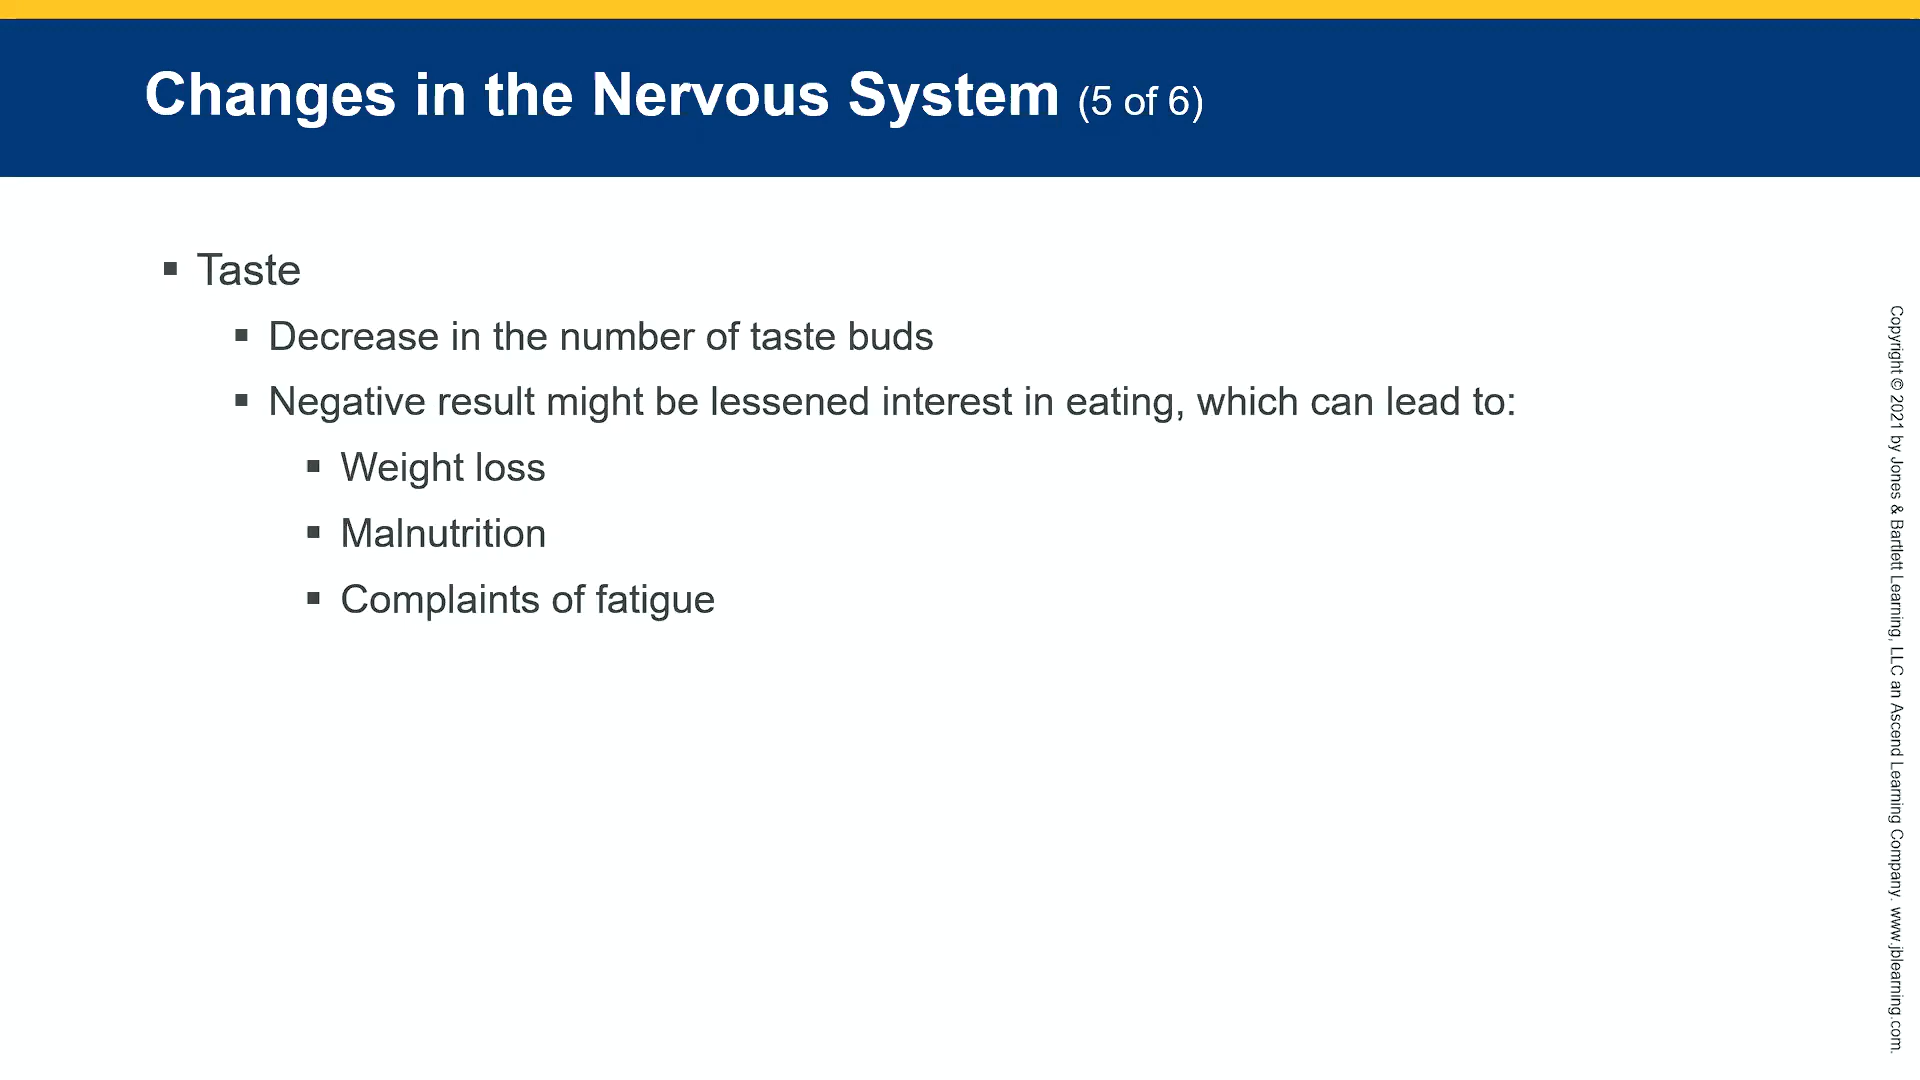 Changes in the Nervous System (5 of 6)
▪ Taste
▪ Decrease in the number of taste buds
▪ Negative result might be lessened interest in eating, which can lead to:
▪ Weight loss
▪ Malnutrition
▪ Complaints of fatigue
Copyright © 2021 by Jones & Bartlett Learning, LLC an Ascend Learning Company. www.jblearning.com.